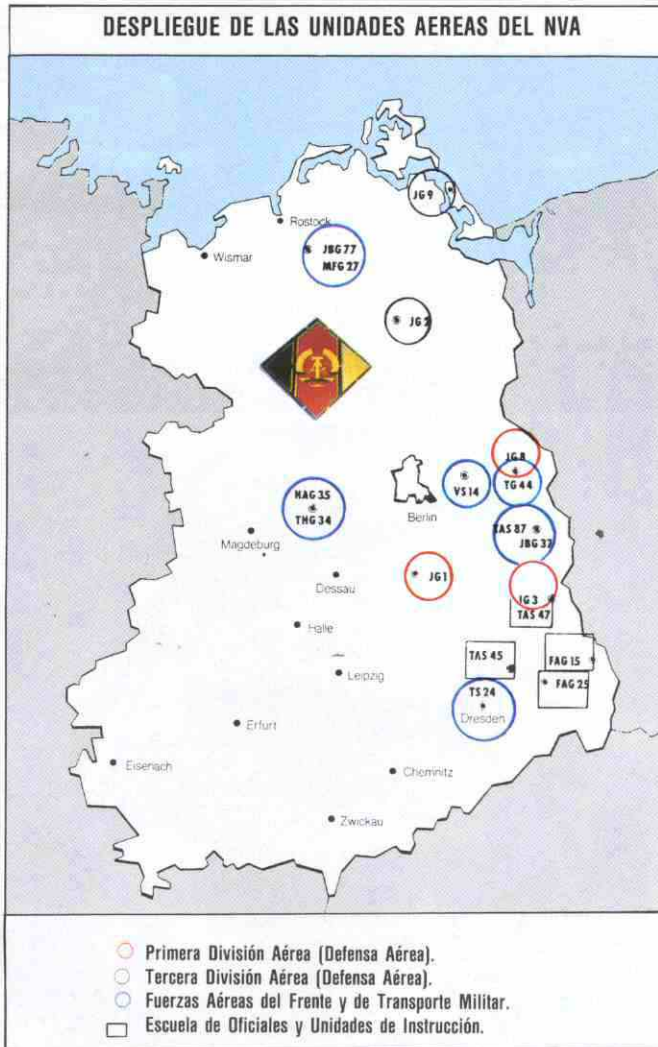 DESPLIEGUE DE LAS UNIDADES AEREAS DEL NVA
JG 9
Rostock
JBG 77
Wismar
MFG 27
JG 2
JG 8
HAG 35
VS 14
TG 44
THG 34
Berlin
TAS 87
Magdeburg
JBG 37
JG 1
Dessau
JG 3
TAS 47
Halle
TAS 45
FAG 15
Leipzig
FAG 25
TS 24
Dresden
Erfurt
Eisenach
Chemnitz
Zwickau
Primera División Aérea (Defensa Aérea).
Tercera División Aérea (Defensa Aérea).
Fuerzas Aéreas del Frente y de Transporte Militar.
Escuela de Oficiales y Unidades de Instrucción.